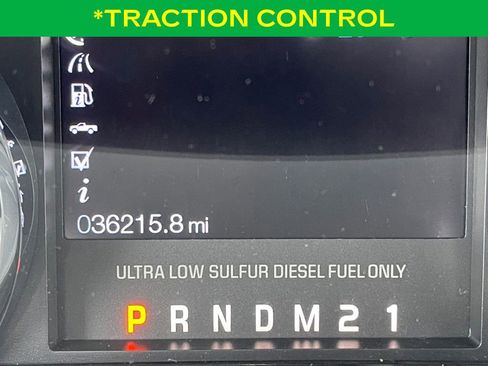 *TRACTION CONTROL
036215.8 mi
ULTRA LOW SULFUR DIESEL FUEL ONLY
P R N D M 2 1